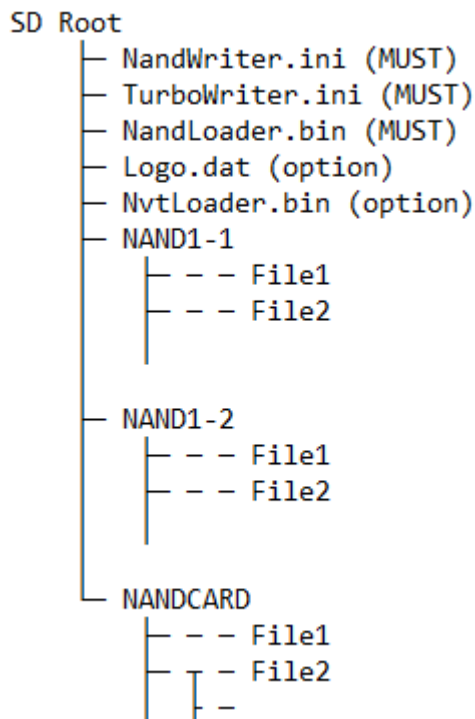 SD Root
NandWriter.ini (MUST)
TurboWriter.ini (MUST)
NandLoader.bin (MUST)
Logo.dat (option)
NvtLoader.bin (option)
NAND1-1
File1
File2
NAND1-2
File1
File2
NANDCARD
File1
File2